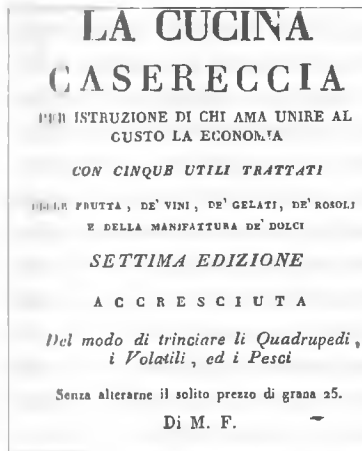 LA CUCINA
CASERECCIA
PER ISTRUZIONE DI CHI AMA UNIRE AL
GUSTO LA ECONOMIA
CON CINQUE UTILI TRATTATI
DELLE FRUTTA , DE' VINI , DE' GELATI, DE' ROSOLJ
E DELLA MANIFATTURA DE' DOLCI
SETTIMA EDIZIONE
ACCRESCIUTA
Del modo di trinciare li Quadrupedi ,
i Volatili , ed i Pesci
Senza alterarne il solito prezzo di grana 25.
Di M. F.